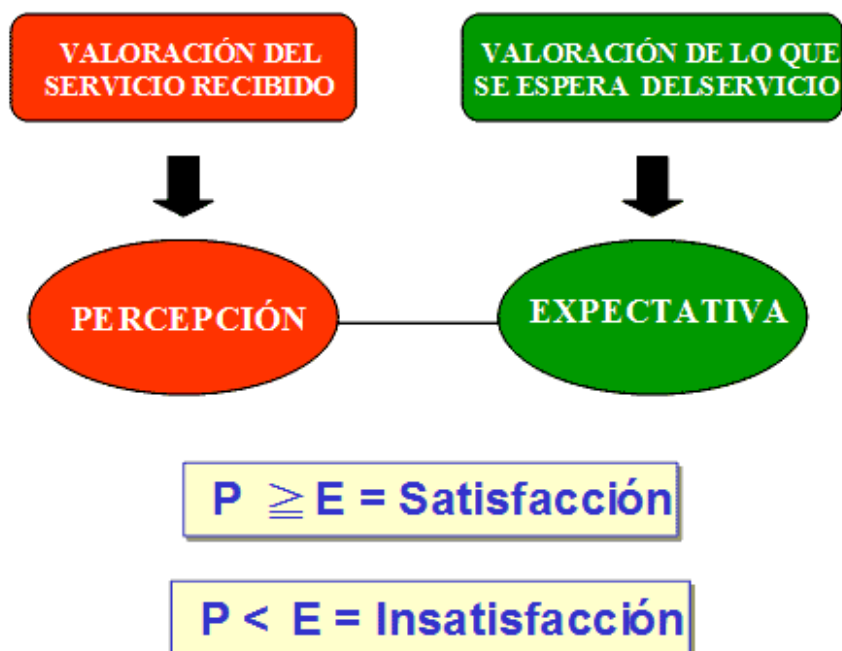 VALORACIÓN DEL
SERVICIO RECIBIDO
VALORACIÓN DE LO QUE
SE ESPERA DELSERVICIO
PERCEPCIÓN
EXPECTATIVA
P ≧ E = Satisfacción
P < E = Insatisfacción